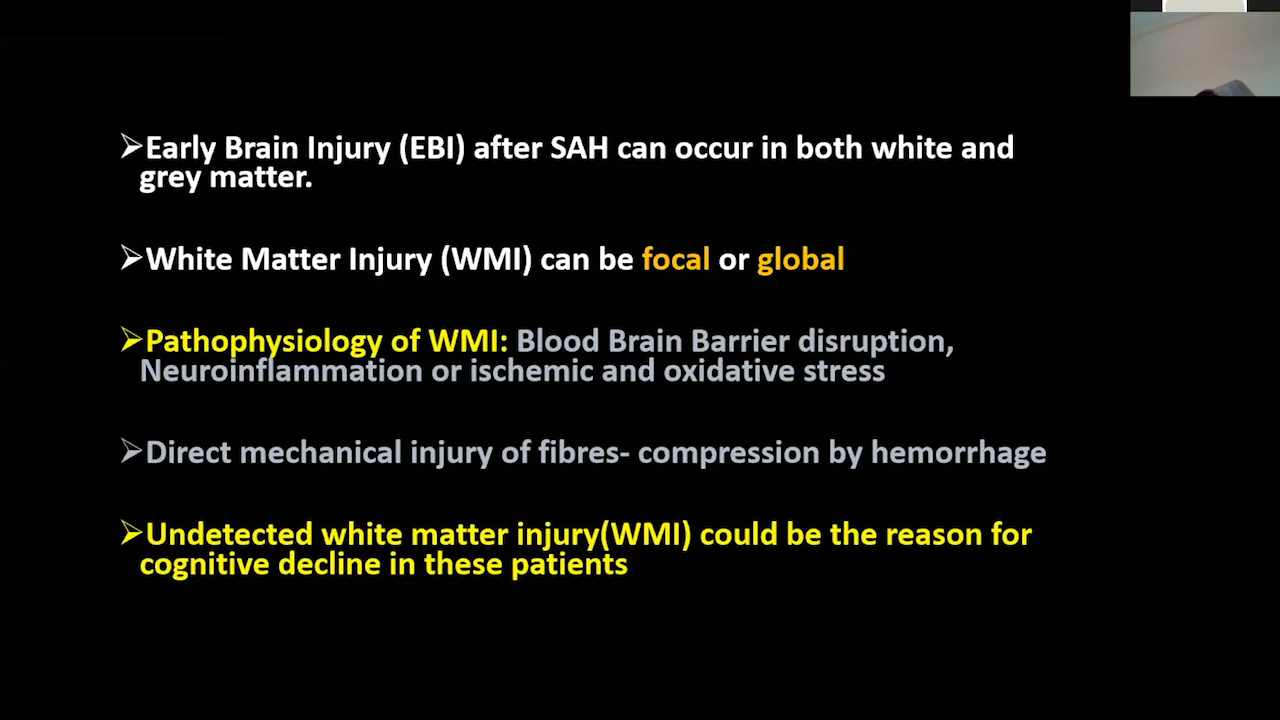 ➢Early Brain Injury (EBI) after SAH can occur in both white and
grey matter.
➢White Matter Injury (WMI) can be focal or global
➢Pathophysiology of WMI: Blood Brain Barrier disruption,
Neuroinflammation or ischemic and oxidative stress
➢Direct mechanical injury of fibres- compression by hemorrhage
➢Undetected white matter injury(WMI) could be the reason for
cognitive decline in these patients